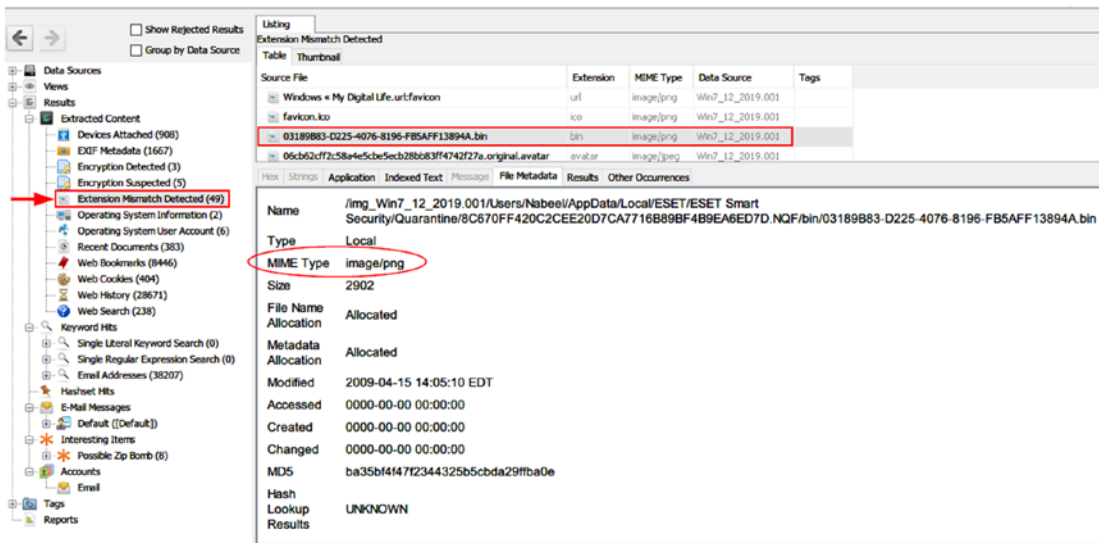 Show Rejected Results
Group by Data Source
Data Sources
Views
Results
Extracted Content
Devices Attached (908)
EXIF Metadata (1667)
Encryption Detected (3)
Encryption Suspected (5)
Extension Mismatch Detected (49)
Operating System Information (2)
Operating System User Account (6)
Recent Documents (383)
Web Bookmarks (8446)
Web Cookies (404)
Web History (28671)
Web Search (238)
Keyword Hits
Single Literal Keyword Search (0)
Single Regular Expression Search (0)
Email Addresses (38207)
Hashset Hits
E-Mail Messages
Default ([Default])
Interesting Items
Possible Zip Bomb (8)
Accounts
Email
Tags
Reports
Listing
Extension Mismatch Detected
Table Thumbnail
Source File Extension MIME Type Data Source Tags
Windows « My Digital Life.url:favicon url image/png Win7_12_2019.001
favicon.ico ico image/png Win7_12_2019.001
03189B83-D225-4076-8196-FB5AFF13894A.bin bin image/png Win7_12_2019.001
06cb62cff2c58a4e5cbe5ecb28bb83ff4742f27a.original.avatar avatar image/jpeg Win7_12_2019.001
Hex Strings Application Indexed Text Message File Metadata Results Other Occurrences
Name /img_Win7_12_2019.001/Users/Nabeel/AppData/Local/ESET/ESET Smart
Security/Quarantine/8C670FF420C2CEE20D7CA7716B89BF4B9EA6ED7D.NQF/bin/03189B83-D225-4076-8196-FB5AFF13894A.bin
Type Local
MIME Type image/png
Size 2902
File Name
Allocation Allocated
Metadata
Allocation Allocated
Modified 2009-04-15 14:05:10 EDT
Accessed 0000-00-00 00:00:00
Created 0000-00-00 00:00:00
Changed 0000-00-00 00:00:00
MD5 ba35bf4f47f2344325b5cbda29ffba0e
Hash
Lookup UNKNOWN
Results